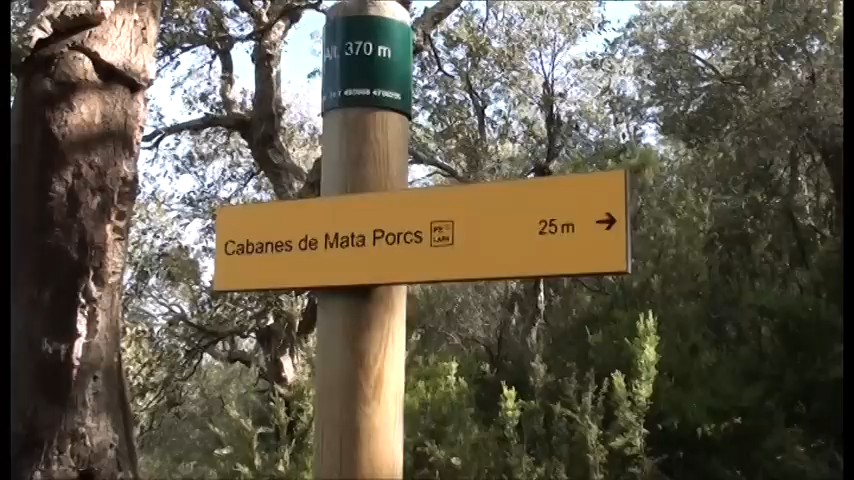 Alt. 370 m
Cabanes de Mata Porcs
25 m →